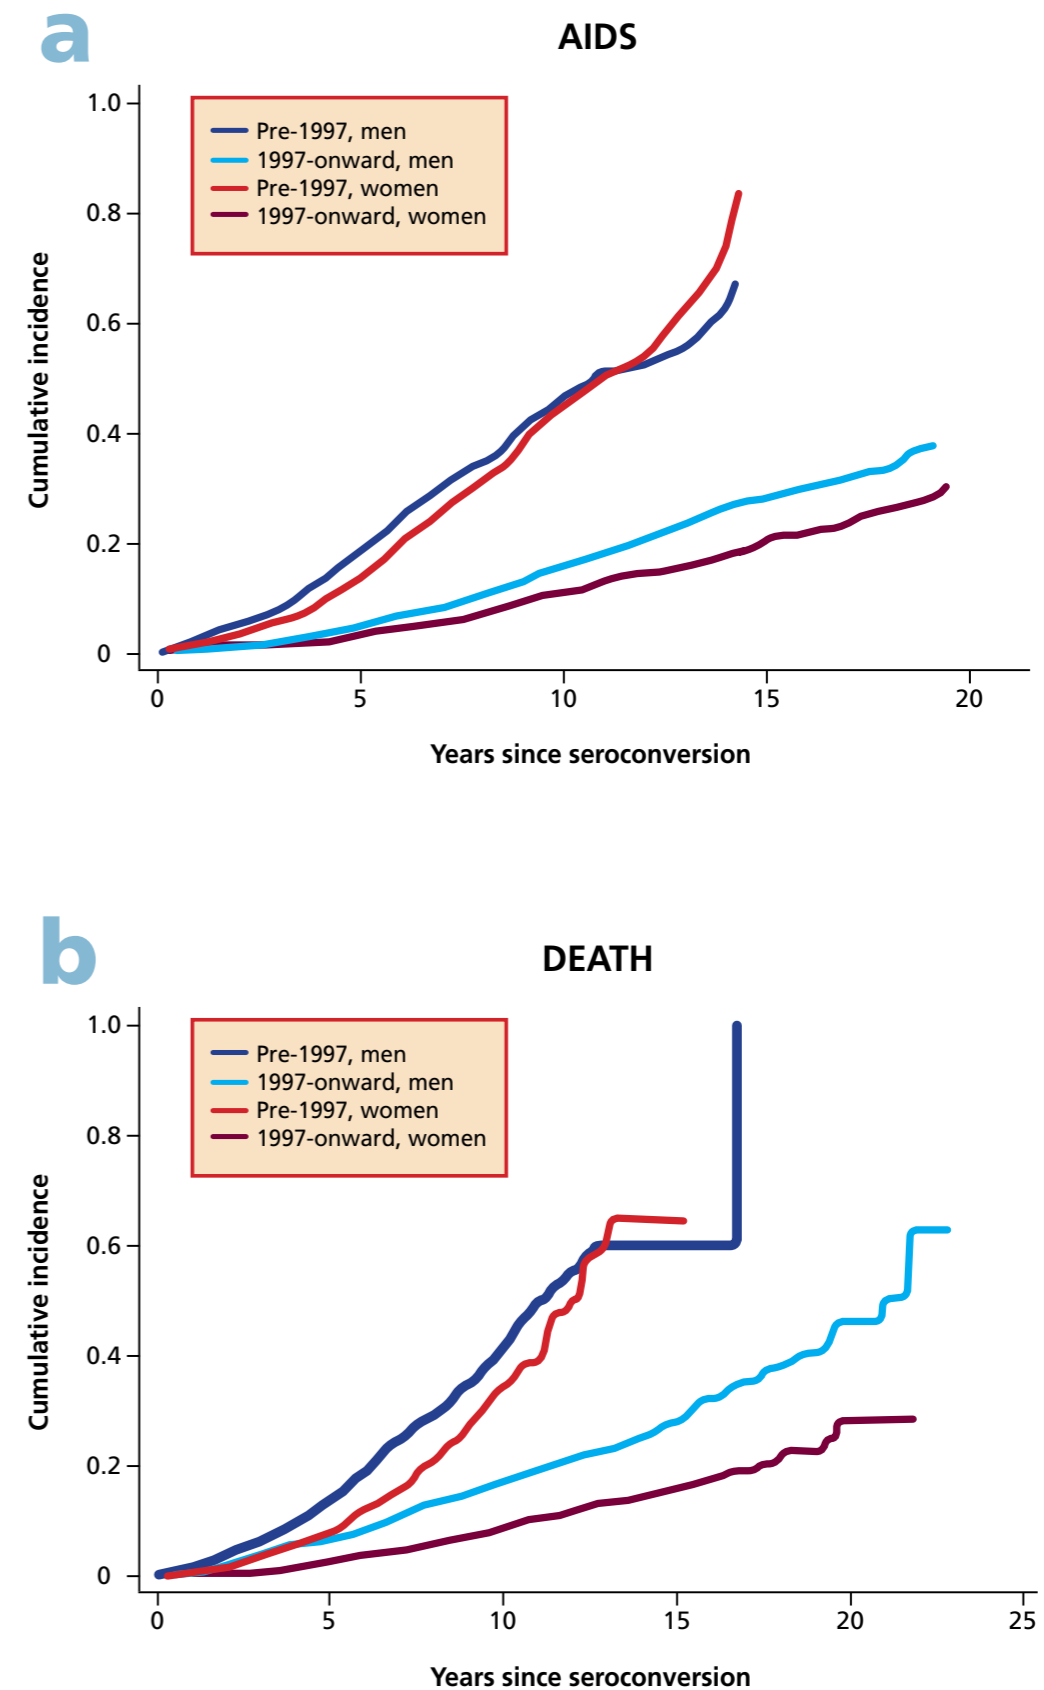 a
AIDS
1.0
0.8
0.6
0.4
0.2
0
Cumulative incidence
Pre-1997, men
1997-onward, men
Pre-1997, women
1997-onward, women
0 5 10 15 20
Years since seroconversion
b
DEATH
1.0
0.8
0.6
0.4
0.2
0
Cumulative incidence
Pre-1997, men
1997-onward, men
Pre-1997, women
1997-onward, women
0 5 10 15 20 25
Years since seroconversion